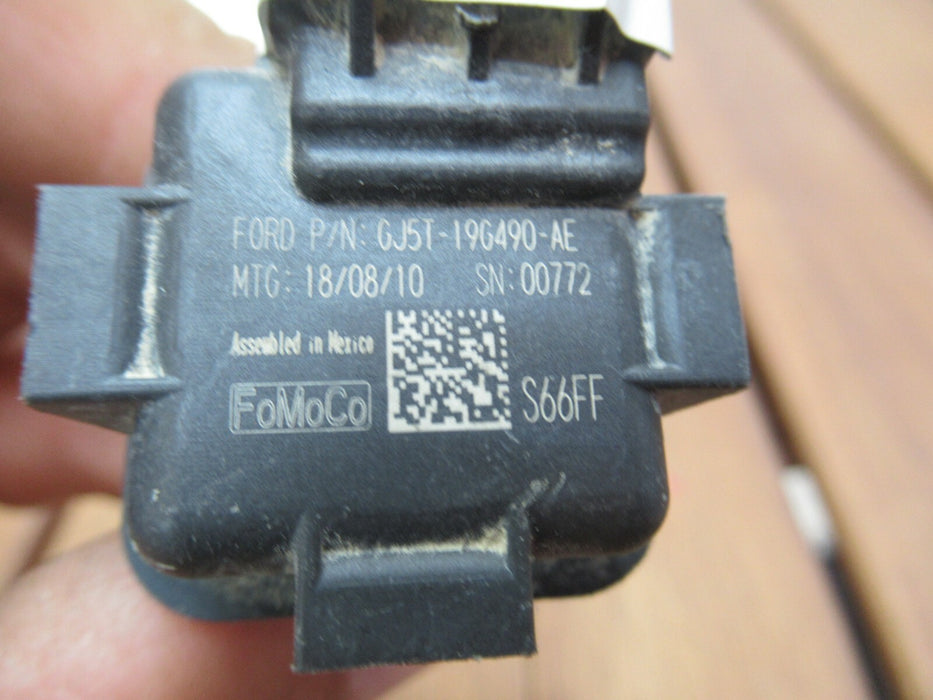 FORD P/N: GJ5T-19G490-AE
MTG: 18/08/10 SN: 00772
Assembled in Mexico
FoMoCo S66FF